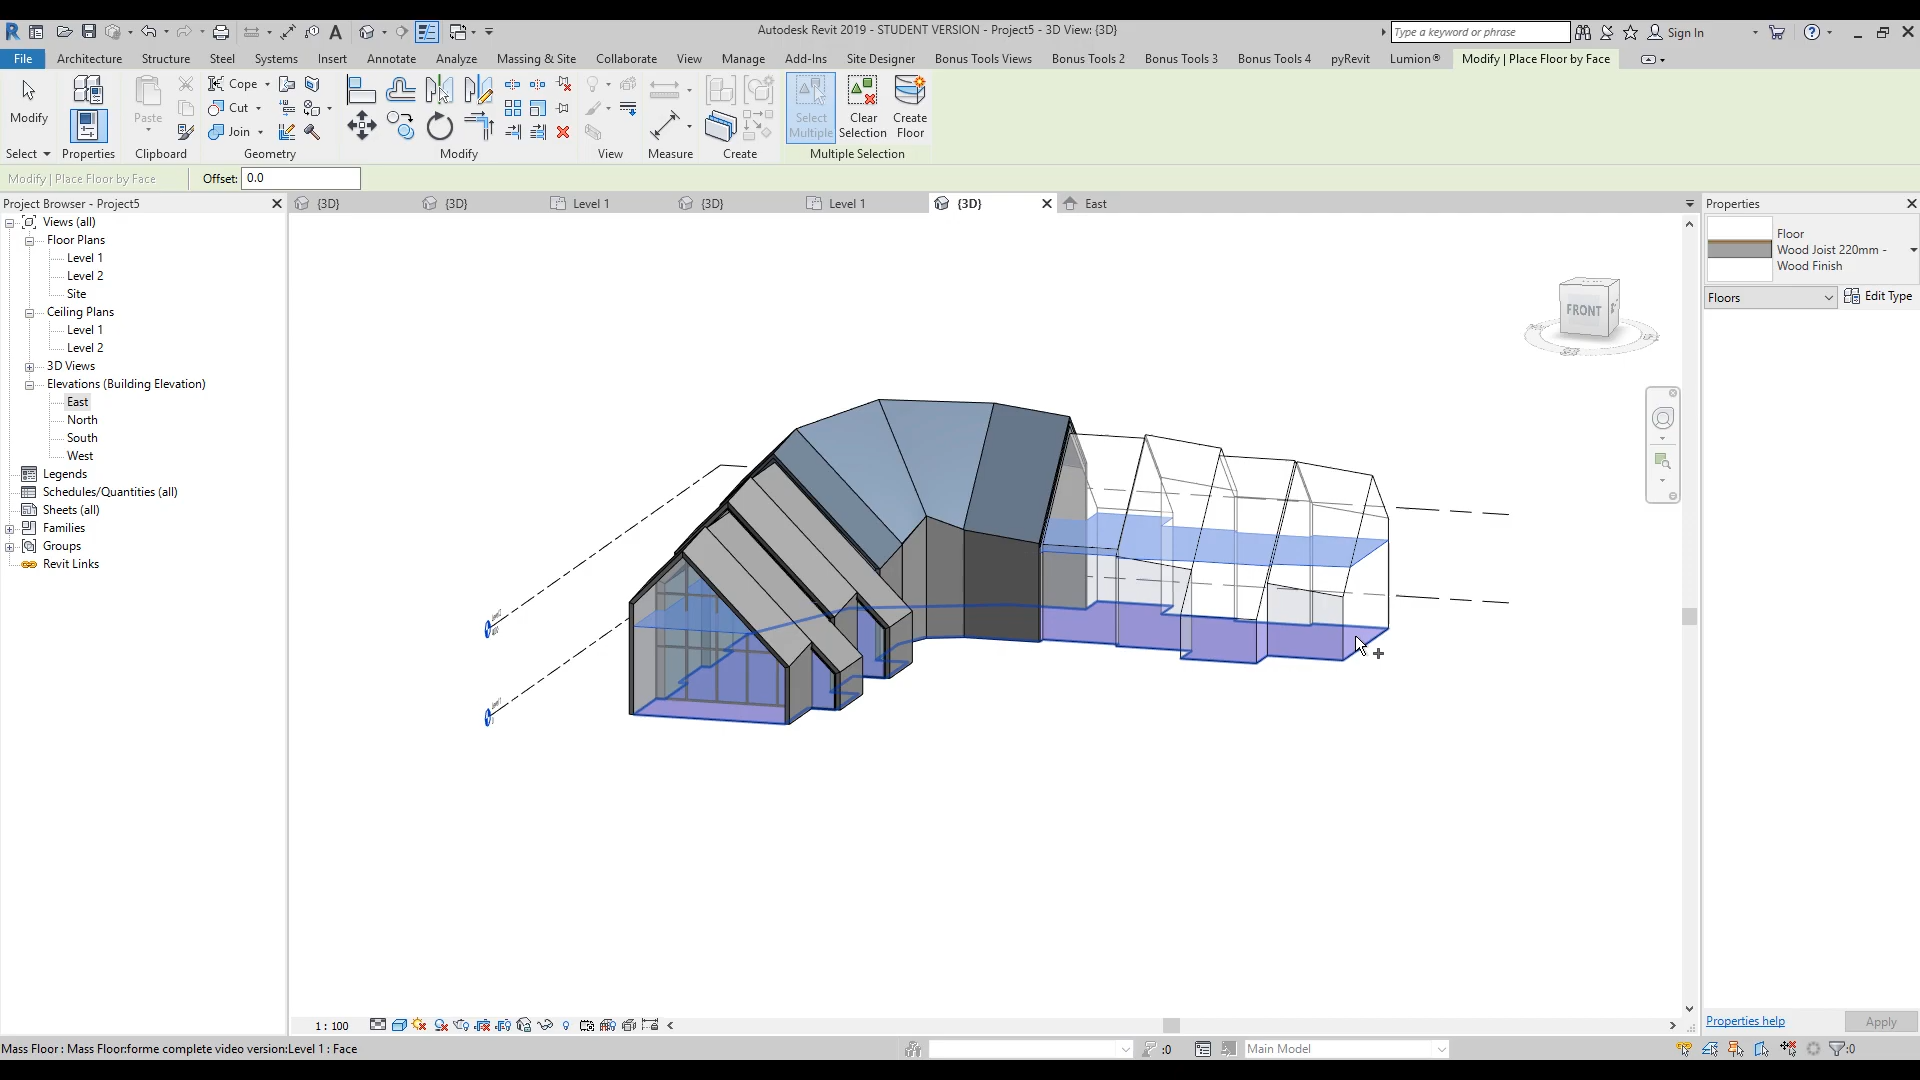 Autodesk Revit 2019 - STUDENT VERSION - Project5 - 3D View: {3D}
Type a keyword or phrase
Sign In
File Architecture Structure Steel Systems Insert Annotate Analyze Massing & Site Collaborate View Manage Add-Ins Site Designer Bonus Tools Views Bonus Tools 2 Bonus Tools 3 Bonus Tools 4 pyRevit Lumion® Modify | Place Floor by Face
Modify
Paste
Cope
Cut
Join
Select Multiple
Clear Selection
Create Floor
Select Properties Clipboard Geometry Modify View Measure Create Multiple Selection
Modify | Place Floor by Face Offset: 0.0
Project Browser - Project5
{3D} {3D} Level 1 {3D} Level 1 {3D} East
Properties
Views (all)
Floor Plans
Level 1
Level 2
Site
Ceiling Plans
Level 1
Level 2
3D Views
Elevations (Building Elevation)
East
North
South
West
Legends
Schedules/Quantities (all)
Sheets (all)
Families
Groups
Revit Links
FRONT
Floor
Wood Joist 220mm -
Wood Finish
Floors
Edit Type
1 : 100
Properties help
Apply
Mass Floor : Mass Floor:forme complete video version:Level 1 : Face
:0
Main Model
:0